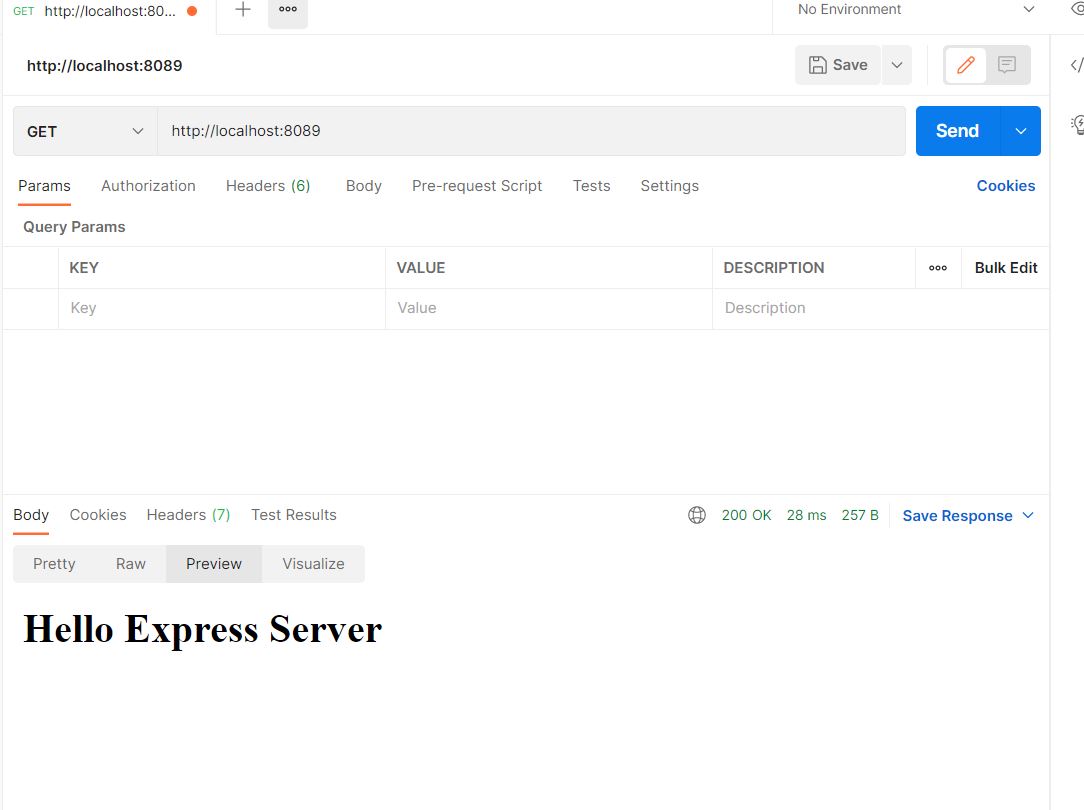 GET http://localhost:80... No Environment
http://localhost:8089 Save
GET http://localhost:8089 Send
Params Authorization Headers (6) Body Pre-request Script Tests Settings Cookies
Query Params
KEY VALUE DESCRIPTION Bulk Edit
Key Value Description
Body Cookies Headers (7) Test Results 200 OK 28 ms 257 B Save Response
Pretty Raw Preview Visualize
Hello Express Server